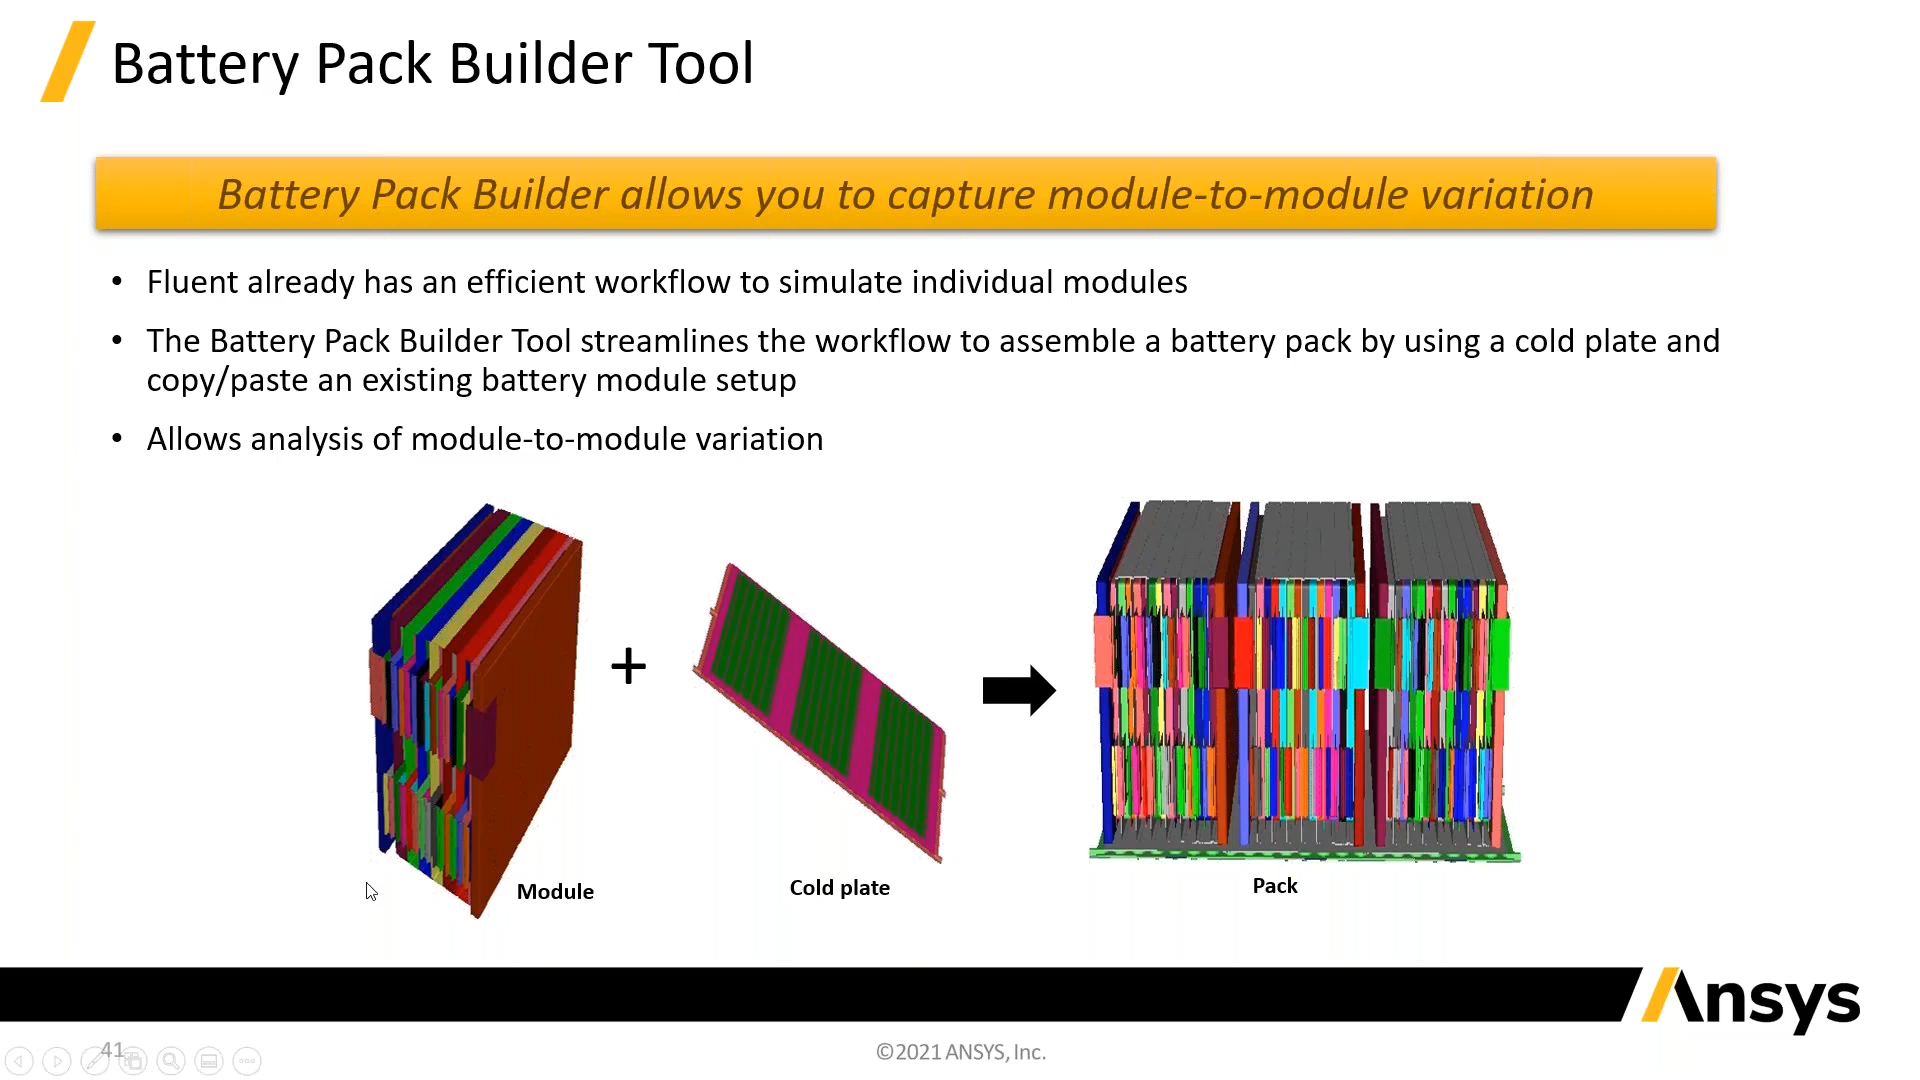 Battery Pack Builder Tool
Battery Pack Builder allows you to capture module-to-module variation
• Fluent already has an efficient workflow to simulate individual modules
• The Battery Pack Builder Tool streamlines the workflow to assemble a battery pack by using a cold plate and
copy/paste an existing battery module setup
• Allows analysis of module-to-module variation
+
Module
Cold plate
Pack
Ansys
41
©2021 ANSYS, Inc.